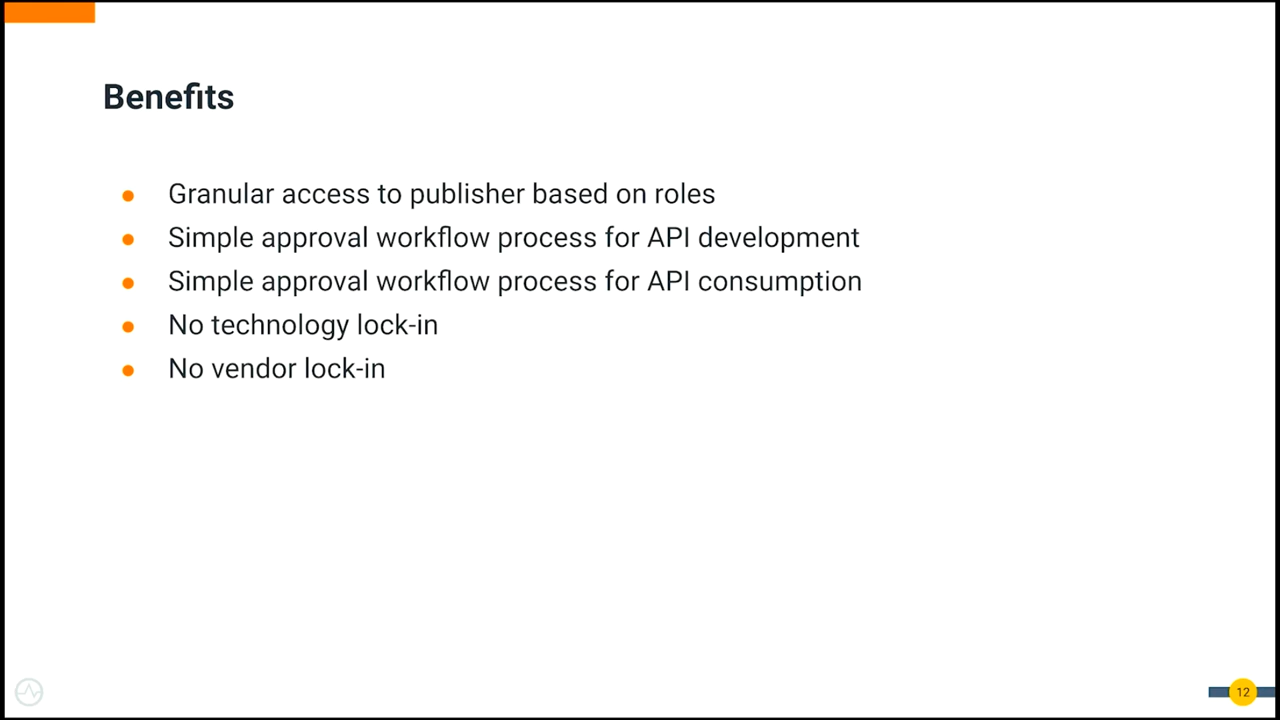 Benefits
Granular access to publisher based on roles
Simple approval workflow process for API development
Simple approval workflow process for API consumption
No technology lock-in
No vendor lock-in
12